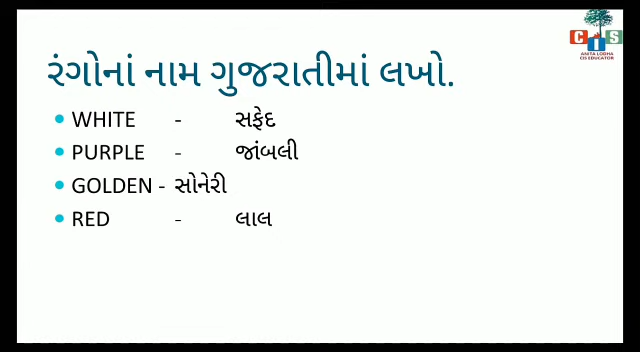 CIS
ANITA LODHA
CIS EDUCATOR
રંગોનાં નામ ગુજરાતીમાં લખો.
• WHITE - સફેદ
• PURPLE - જાંબલી
• GOLDEN - સોનેરી
• RED - લાલ